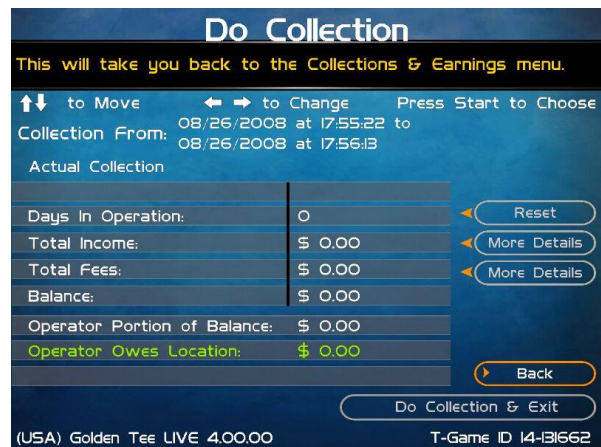 Do Collection
This will take you back to the Collections & Earnings menu.
to Move to Change Press Start to Choose
Collection From: 08/26/2008 at 17:55:22 to
08/26/2008 at 17:56:13
Actual Collection
Days In Operation: 0 Reset
Total Income: $ 0.00 More Details
Total Fees: $ 0.00 More Details
Balance: $ 0.00
Operator Portion of Balance: $ 0.00
Operator Owes Location: $ 0.00
Back
Do Collection & Exit
(USA) Golden Tee LIVE 4.00.00 T-Game ID 14-131662